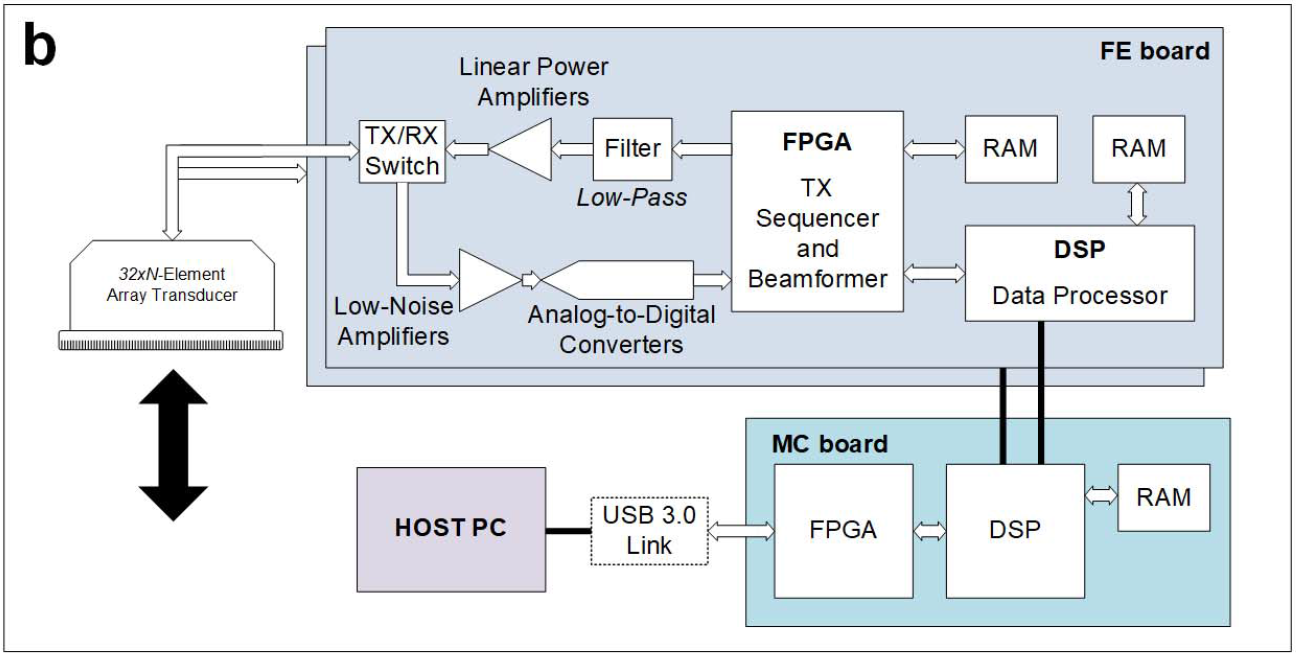 b
FE board
Linear Power
Amplifiers
TX/RX
Switch
Filter
Low-Pass
FPGA
TX
Sequencer
and
Beamformer
RAM
RAM
DSP
Data Processor
32xN-Element
Array Transducer
Low-Noise
Amplifiers
Analog-to-Digital
Converters
MC board
HOST PC
USB 3.0
Link
FPGA
DSP
RAM